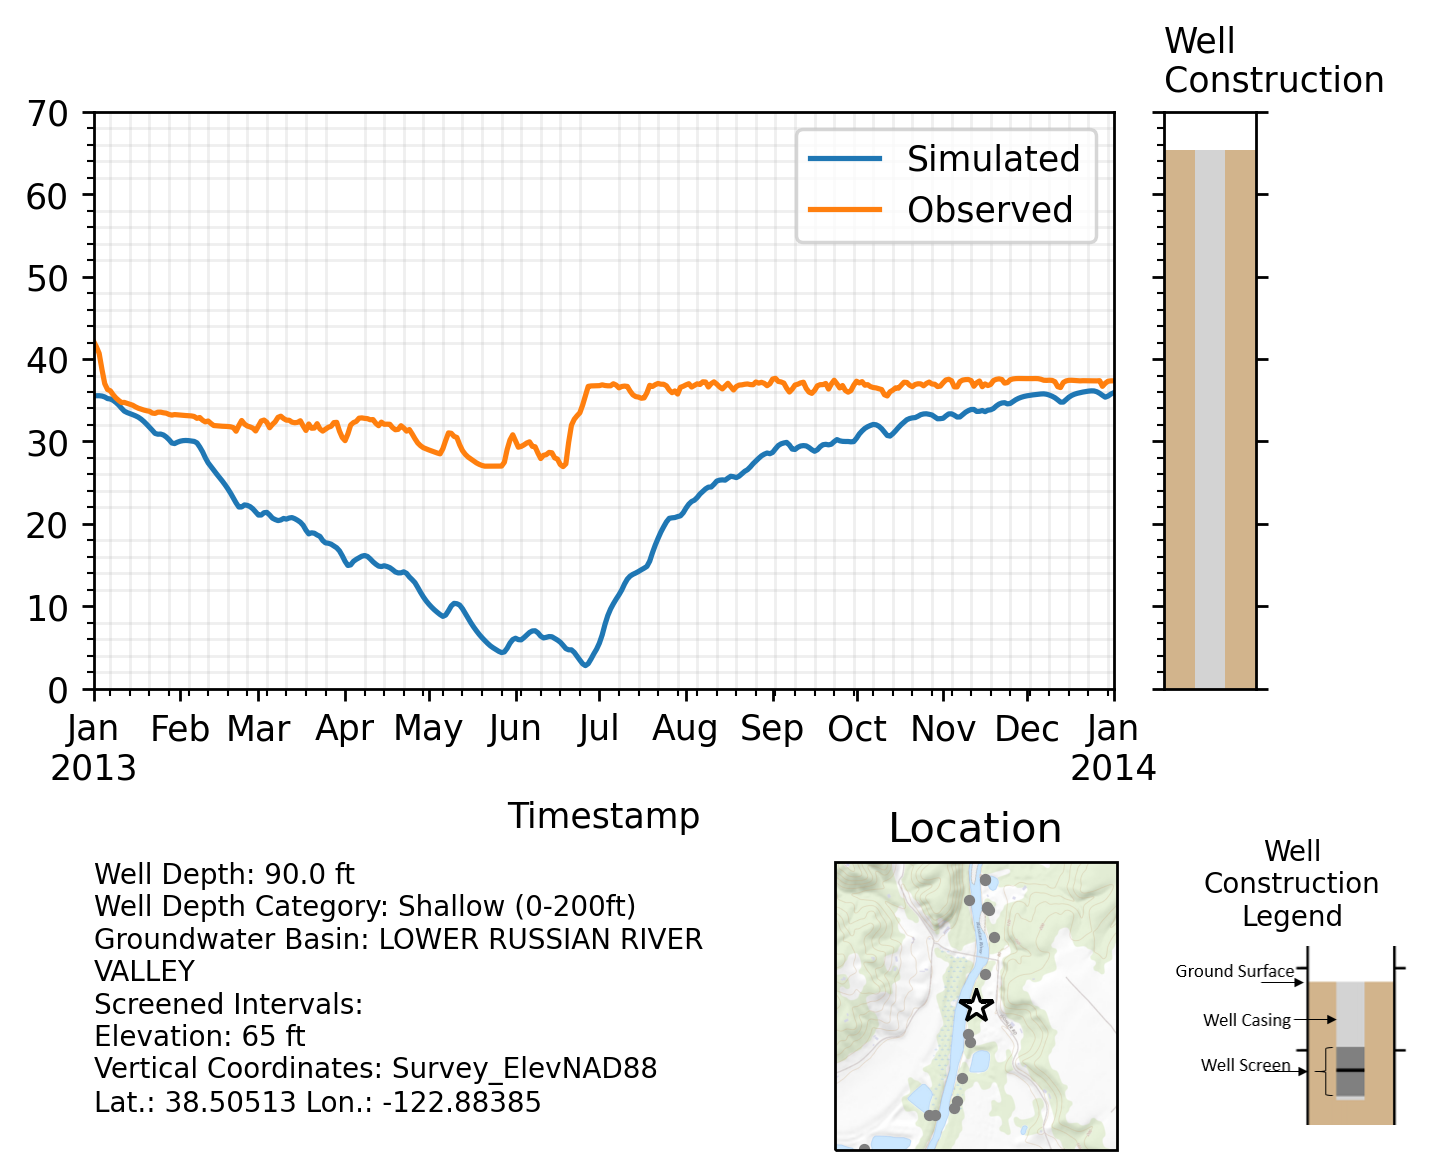 Well
Construction
70
60
50
40
30
20
10
0
Simulated
Observed
Jan Feb Mar Apr May Jun Jul Aug Sep Oct Nov Dec Jan
2013 2014
Timestamp
Well Depth: 90.0 ft
Well Depth Category: Shallow (0-200ft)
Groundwater Basin: LOWER RUSSIAN RIVER
VALLEY
Screened Intervals:
Elevation: 65 ft
Vertical Coordinates: Survey_ElevNAD88
Lat.: 38.50513 Lon.: -122.88385
Location
Well
Construction
Legend
Ground Surface
Well Casing
Well Screen